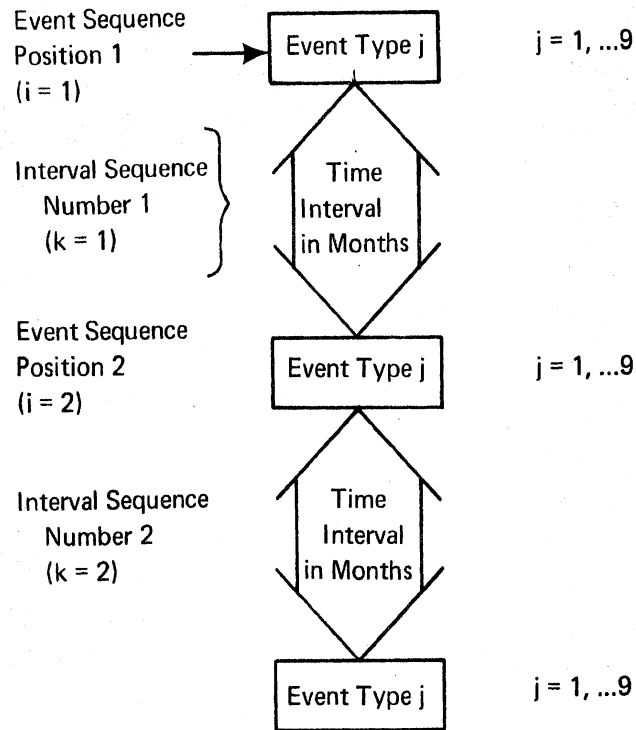 Event Sequence
Position 1
(i = 1)
Event Type j
j = 1, ...9
Interval Sequence
Number 1
(k = 1)
Time
Interval
in Months
Event Sequence
Position 2
(i = 2)
Event Type j
j = 1, ...9
Interval Sequence
Number 2
(k = 2)
Time
Interval
in Months
Event Type j
j = 1, ...9